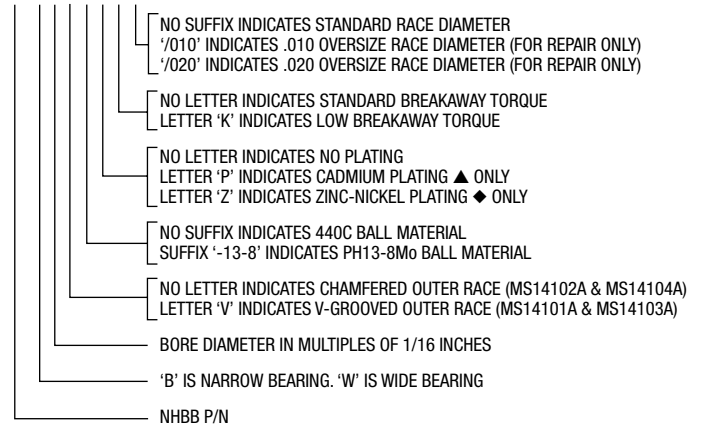 NO SUFFIX INDICATES STANDARD RACE DIAMETER
‘/010’ INDICATES .010 OVERSIZE RACE DIAMETER (FOR REPAIR ONLY)
‘/020’ INDICATES .020 OVERSIZE RACE DIAMETER (FOR REPAIR ONLY)
NO LETTER INDICATES STANDARD BREAKAWAY TORQUE
LETTER ‘K’ INDICATES LOW BREAKAWAY TORQUE
NO LETTER INDICATES NO PLATING
LETTER ‘P’ INDICATES CADMIUM PLATING ▲ ONLY
LETTER ‘Z’ INDICATES ZINC-NICKEL PLATING ◆ ONLY
NO SUFFIX INDICATES 440C BALL MATERIAL
SUFFIX ‘-13-8’ INDICATES PH13-8Mo BALL MATERIAL
NO LETTER INDICATES CHAMFERED OUTER RACE (MS14102A & MS14104A)
LETTER ‘V’ INDICATES V-GROOVED OUTER RACE (MS14101A & MS14103A)
BORE DIAMETER IN MULTIPLES OF 1/16 INCHES
‘B’ IS NARROW BEARING. ‘W’ IS WIDE BEARING
NHBB P/N